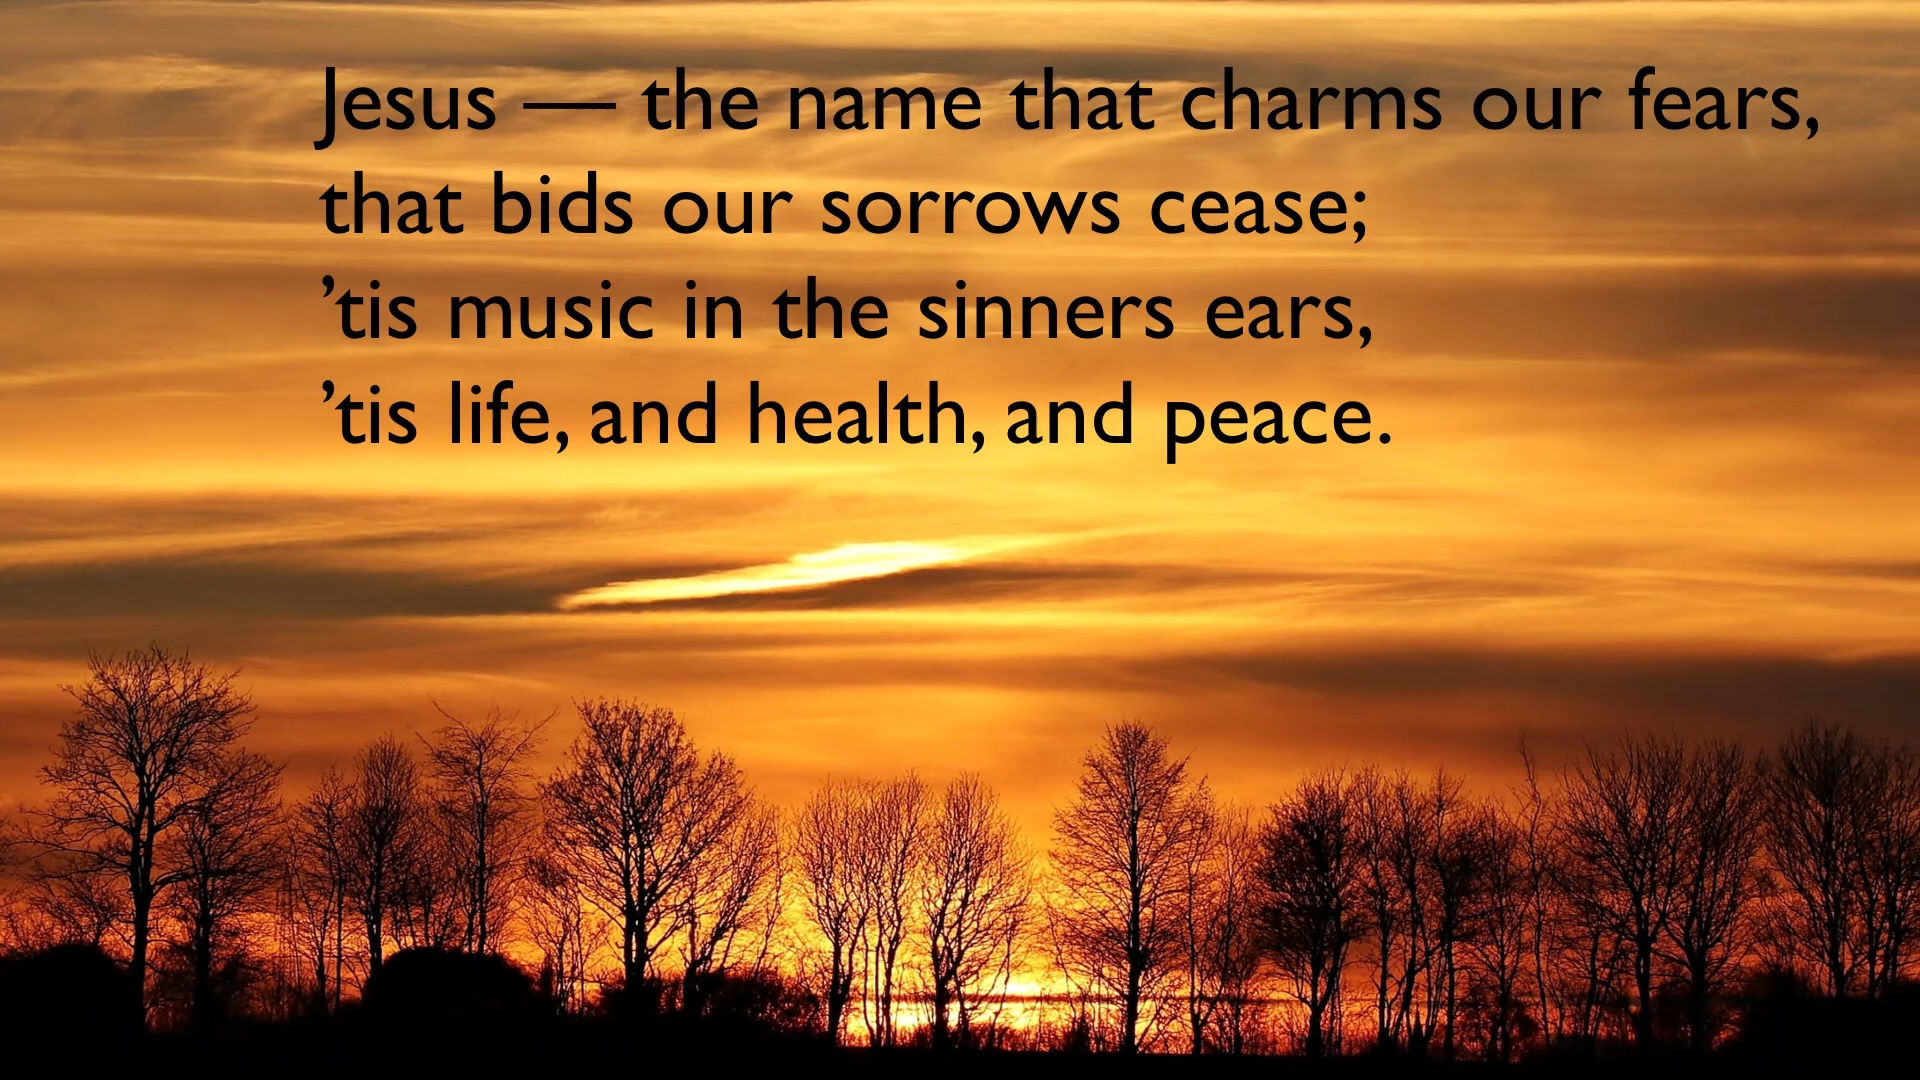 Jesus — the name that charms our fears,
that bids our sorrows cease;
’tis music in the sinners ears,
’tis life, and health, and peace.